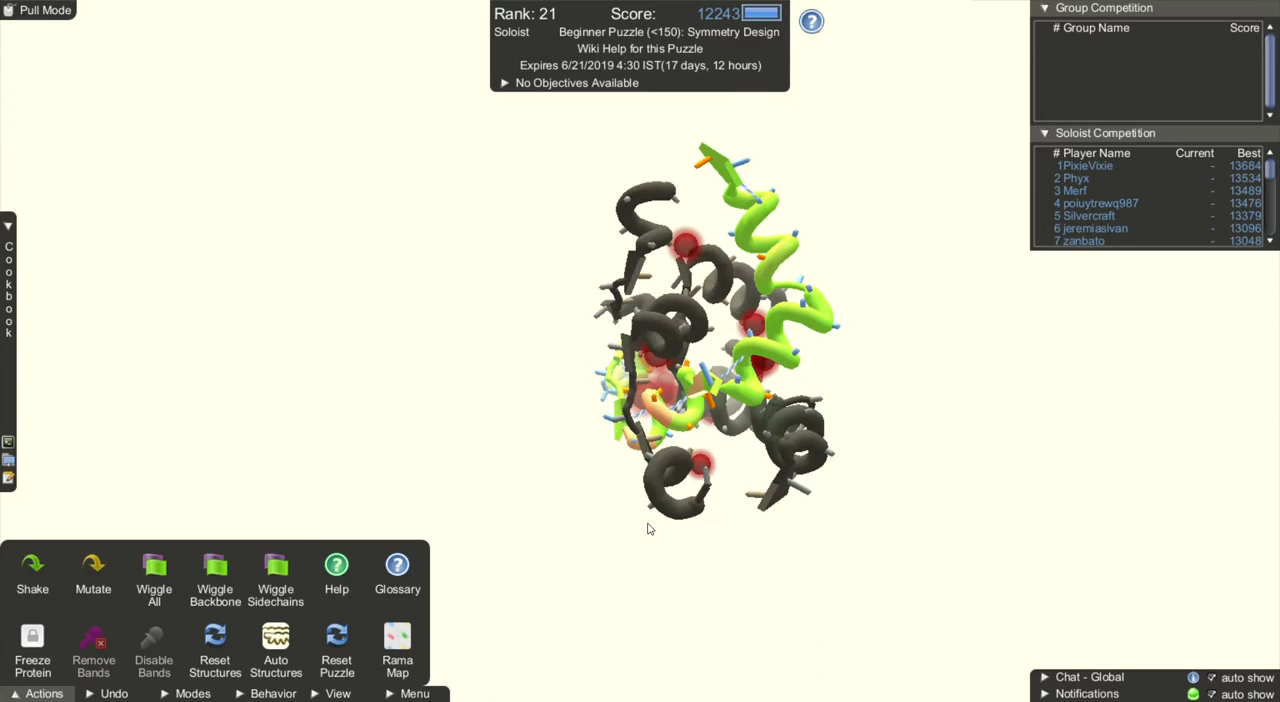 Pull Mode
Rank: 21 Score: 12243
Soloist Beginner Puzzle (<150): Symmetry Design
Wiki Help for this Puzzle
Expires 6/21/2019 4:30 IST(17 days, 12 hours)
No Objectives Available
?
Group Competition
# Group Name Score
Soloist Competition
# Player Name Current Best
1 PixieVixie - 13684
2 Phyx - 13534
3 Merf - 13489
4 poiuytrewq987 - 13476
5 Silvercraft - 13379
6 jeremiasivan - 13096
7 zanbato - 13048
Cookbook
Shake Mutate Wiggle All Wiggle Backbone Wiggle Sidechains Help Glossary
Freeze Protein Remove Bands Disable Bands Reset Structures Auto Structures Reset Puzzle Rama Map
Actions Undo Modes Behavior View Menu
Chat - Global auto show
Notifications auto show